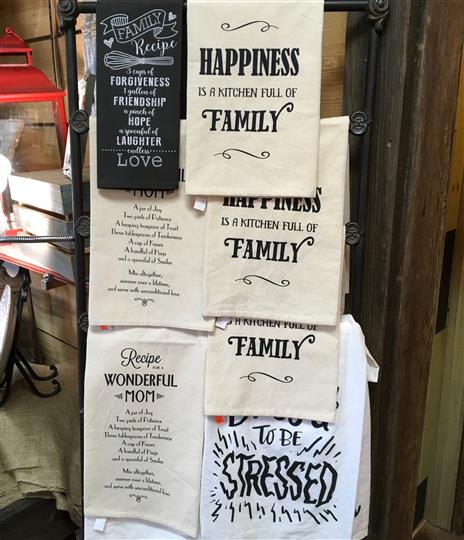 FAMILY
Recipe
3 cups of
FORGIVENESS
1 gallon of
FRIENDSHIP
a pinch of
HOPE
a spoonful of
LAUGHTER
endless
Love
HAPPINESS
IS A KITCHEN FULL OF
FAMILY
MOM
A jar of Joy
Two pints of Patience
A heaping teaspoon of Trust
Three tablespoons of Tenderness
A cup of Kisses
A handful of Hugs
and a spoonful of Smiles
Mix altogether,
simmer over a lifetime,
and serve with unconditional love.
HAPPINESS
IS A KITCHEN FULL OF
FAMILY
Recipe
FOR A
WONDERFUL
MOM
A jar of Joy
Two pints of Patience
A heaping teaspoon of Trust
Three tablespoons of Tenderness
A cup of Kisses
A handful of Hugs
and a spoonful of Smiles
Mix altogether,
simmer over a lifetime,
and serve with unconditional love.
IS A KITCHEN FULL OF
FAMILY
TO BE
STRESSED